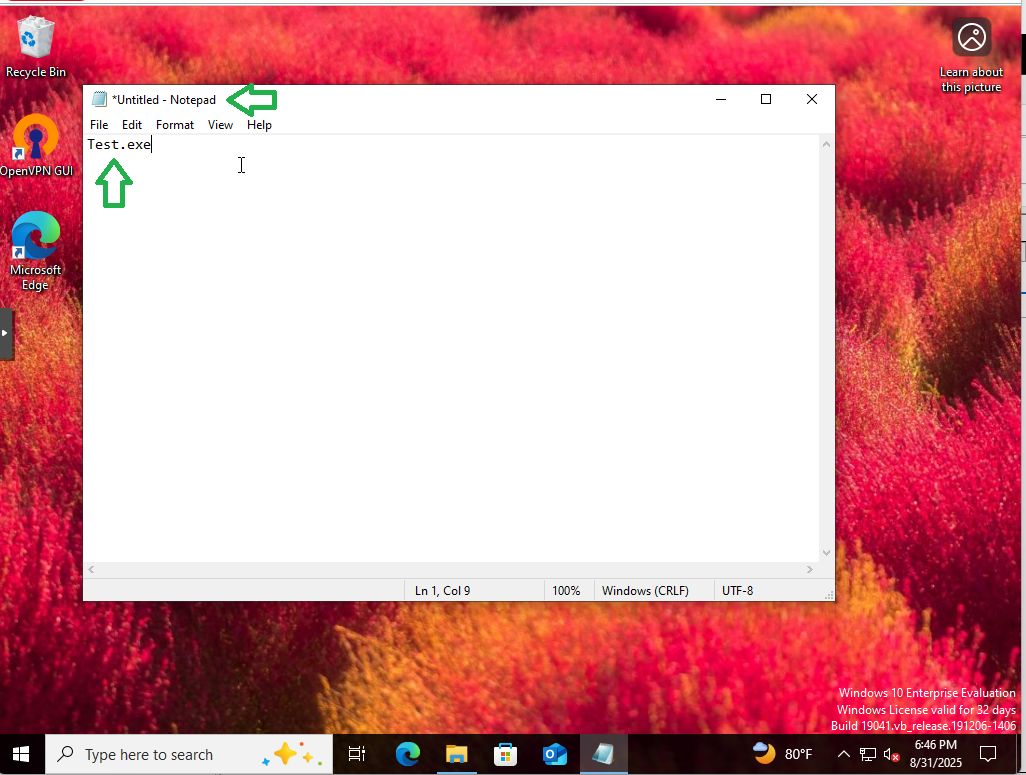 Recycle Bin
Learn about
this picture
*Untitled - Notepad
File Edit Format View Help
Test.exe
OpenVPN GUI
Microsoft
Edge
Ln 1, Col 9 100% Windows (CRLF) UTF-8
Windows 10 Enterprise Evaluation
Windows License valid for 32 days
Build 19041.vb_release.191206-1406
Type here to search
80°F
6:46 PM
8/31/2025